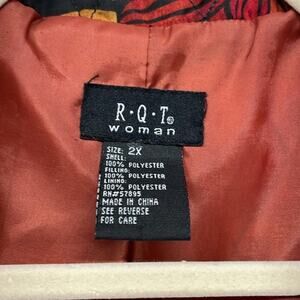 R·Q·T®
woman
SIZE: 2X
SHELL:
100% POLYESTER
FILLING:
100% POLYESTER
LINING:
100% POLYESTER
RN#57895
MADE IN CHINA
SEE REVERSE
FOR CARE